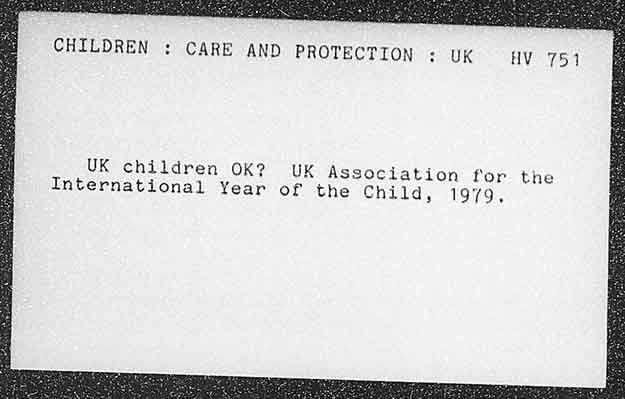 CHILDREN : CARE AND PROTECTION : UK HV 751
UK children OK? UK Association for the
International Year of the Child, 1979.